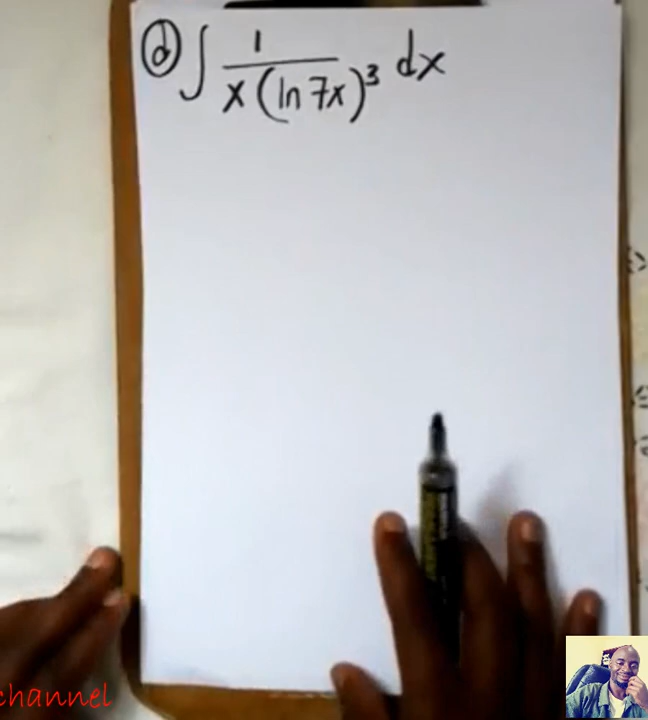 ⓓ ∫ 1 / x (ln 7x)³ dx
channel